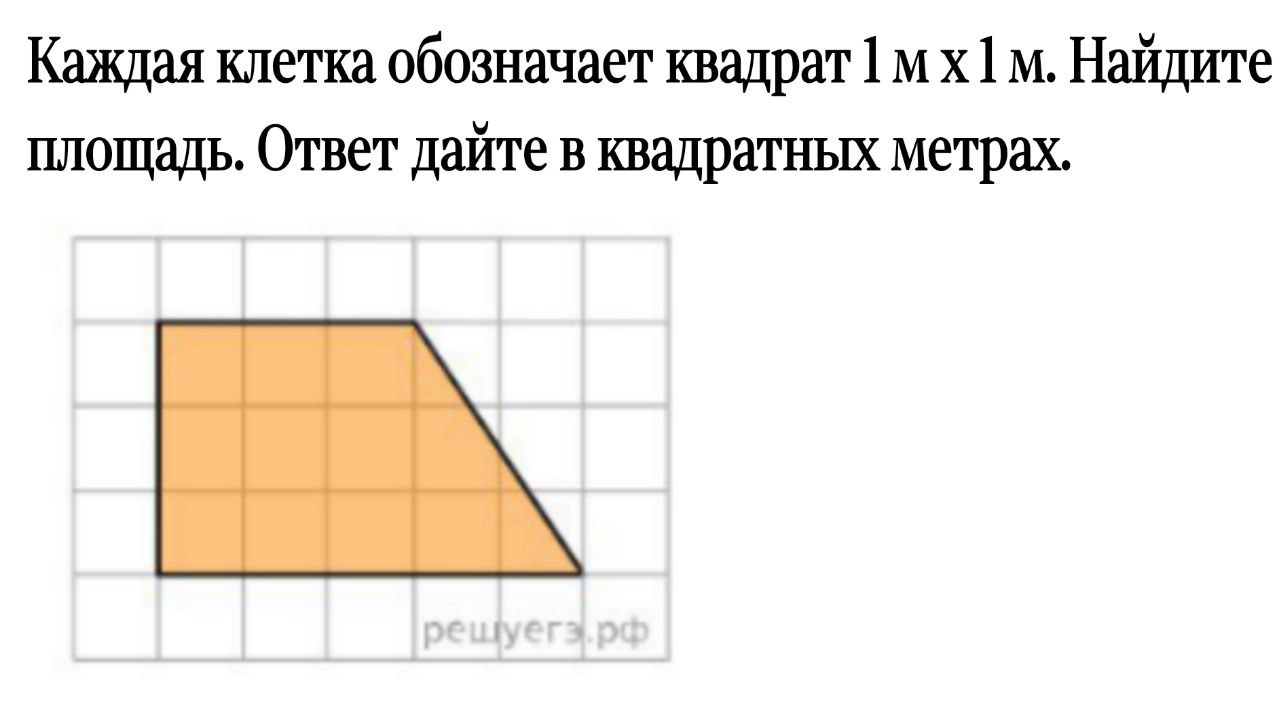 Каждая клетка обозначает квадрат 1 м х 1 м. Найдите
площадь. Ответ дайте в квадратных метрах.
решуегэ.рф